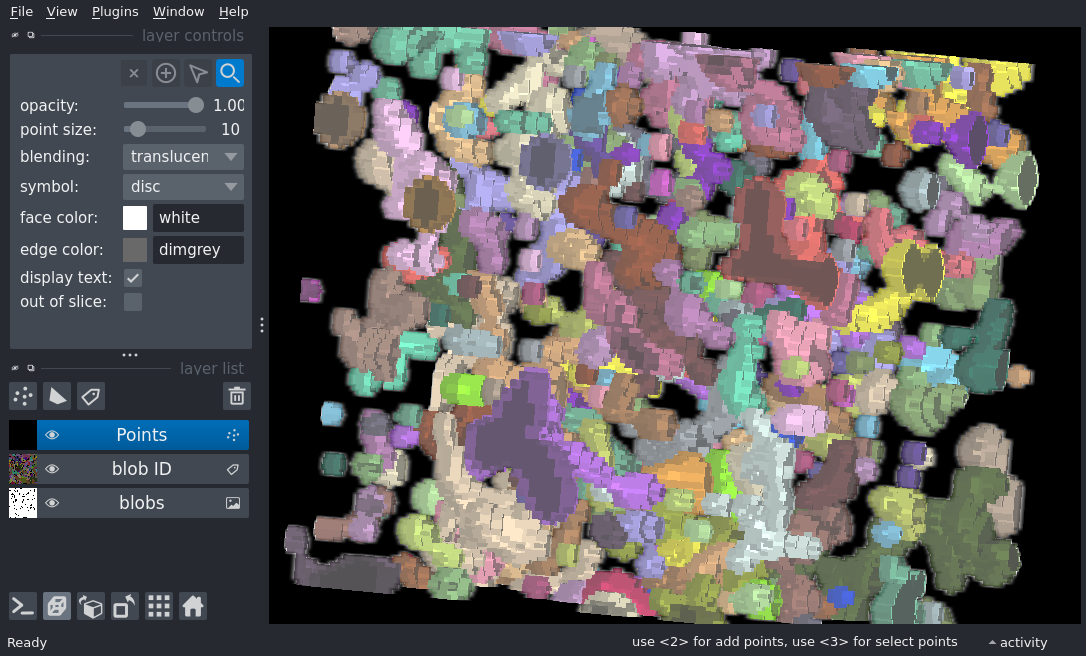 File View Plugins Window Help
layer controls
opacity: 1.00
point size: 10
blending: translucen
symbol: disc
face color: white
edge color: dimgrey
display text:
out of slice:
layer list
Points
blob ID
blobs
Ready
use <2> for add points, use <3> for select points
activity